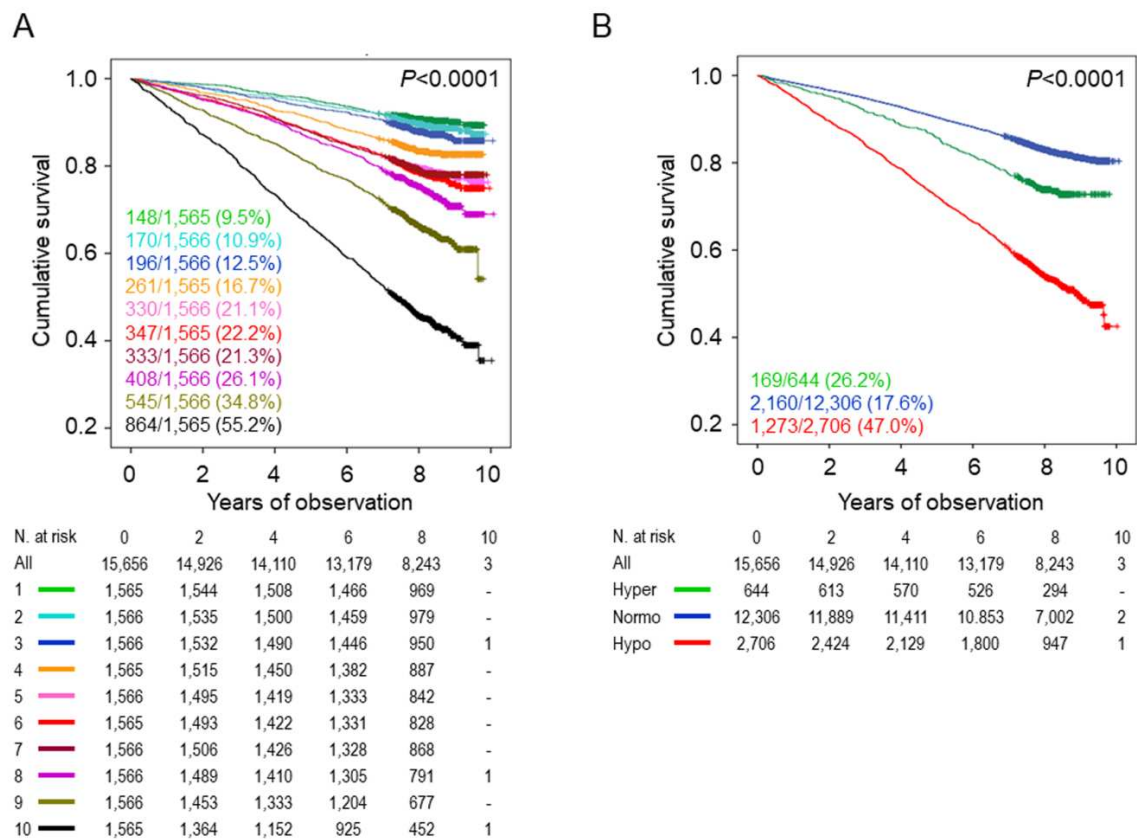 A
P<0.0001
1.0
0.8
0.6
0.4
0.2
Cumulative survival
148/1,565 (9.5%)
170/1,566 (10.9%)
196/1,566 (12.5%)
261/1,565 (16.7%)
330/1,566 (21.1%)
347/1,565 (22.2%)
333/1,566 (21.3%)
408/1,566 (26.1%)
545/1,566 (34.8%)
864/1,565 (55.2%)
0 2 4 6 8 10
Years of observation
N. at risk 0 2 4 6 8 10
All 15,656 14,926 14,110 13,179 8,243 3
1 1,565 1,544 1,508 1,466 969 -
2 1,566 1,535 1,500 1,459 979 -
3 1,566 1,532 1,490 1,446 950 1
4 1,565 1,515 1,450 1,382 887 -
5 1,566 1,495 1,419 1,333 842 -
6 1,565 1,493 1,422 1,331 828 -
7 1,566 1,506 1,426 1,328 868 -
8 1,566 1,489 1,410 1,305 791 1
9 1,566 1,453 1,333 1,204 677 -
10 1,565 1,364 1,152 925 452 1
B
P<0.0001
1.0
0.8
0.6
0.4
0.2
Cumulative survival
169/644 (26.2%)
2,160/12,306 (17.6%)
1,273/2,706 (47.0%)
0 2 4 6 8 10
Years of observation
N. at risk 0 2 4 6 8 10
All 15,656 14,926 14,110 13,179 8,243 3
Hyper 644 613 570 526 294 -
Normo 12,306 11,889 11,411 10.853 7,002 2
Hypo 2,706 2,424 2,129 1,800 947 1